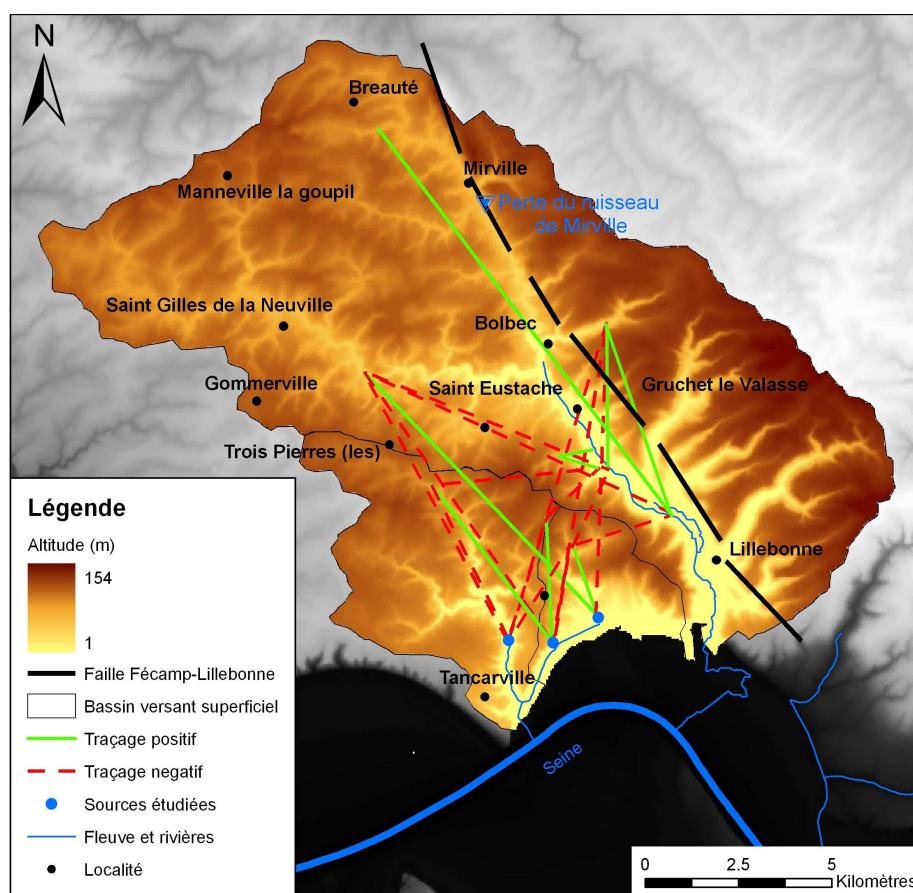 N
Breauté
Mirville
Manneville la goupil
Perte du ruisseau
de Mirville
Saint Gilles de la Neuville
Bolbec
Gommerville
Saint Eustache
Gruchet le Valasse
Trois Pierres (les)
Lillebonne
Tancarville
Seine
Légende
Altitude (m)
154
1
Faille Fécamp-Lillebonne
Bassin versant superficiel
Traçage positif
Traçage negatif
Sources étudiées
Fleuve et rivières
Localité
0 2.5 5
Kilomètres